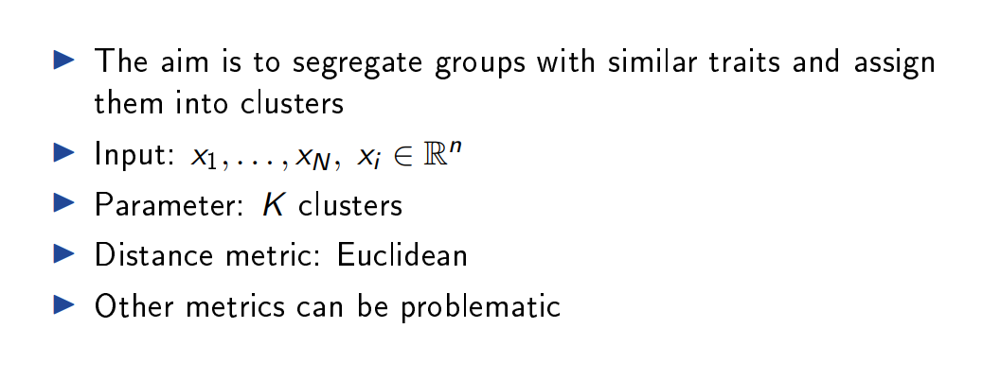 ▶ The aim is to segregate groups with similar traits and assign
them into clusters
▶ Input: $x_1, \ldots, x_N,\ x_i \in \mathbb{R}^n$
▶ Parameter: $K$ clusters
▶ Distance metric: Euclidean
▶ Other metrics can be problematic